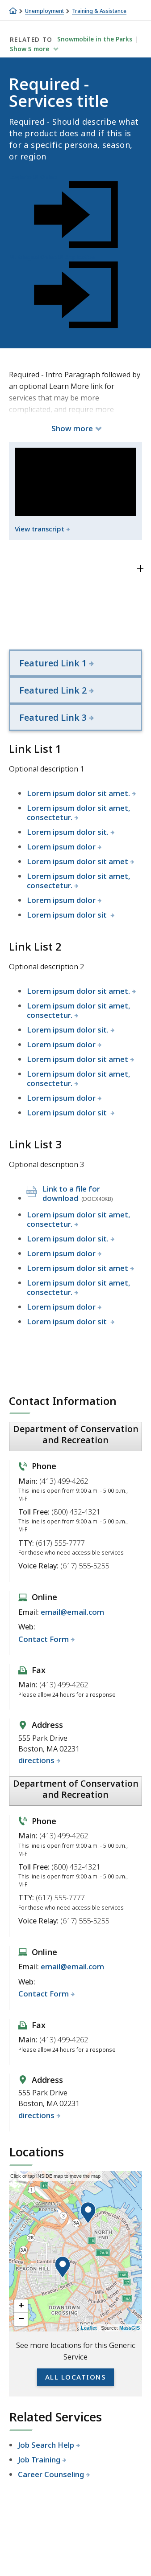 Unemployment > Training & Assistance
RELATED TO Snowmobile in the Parks
Show 5 more
Required -
Services title
Required - Should describe what
the product does and if this is
for a specific persona, season,
or region
Required - Intro Paragraph followed by
an optional Learn More link for
services that may be more
complicated, and require more
Show more
View transcript
+
Featured Link 1
Featured Link 2
Featured Link 3
Link List 1
Optional description 1
Lorem ipsum dolor sit amet.
Lorem ipsum dolor sit amet,
consectetur.
Lorem ipsum dolor sit.
Lorem ipsum dolor
Lorem ipsum dolor sit amet
Lorem ipsum dolor sit amet,
consectetur.
Lorem ipsum dolor
Lorem ipsum dolor sit
Link List 2
Optional description 2
Lorem ipsum dolor sit amet.
Lorem ipsum dolor sit amet,
consectetur.
Lorem ipsum dolor sit.
Lorem ipsum dolor
Lorem ipsum dolor sit amet
Lorem ipsum dolor sit amet,
consectetur.
Lorem ipsum dolor
Lorem ipsum dolor sit
Link List 3
Optional description 3
Link to a file for
download (DOCX40KB)
Lorem ipsum dolor sit amet,
consectetur.
Lorem ipsum dolor sit.
Lorem ipsum dolor
Lorem ipsum dolor sit amet
Lorem ipsum dolor sit amet,
consectetur.
Lorem ipsum dolor
Lorem ipsum dolor sit
Contact Information
Department of Conservation
and Recreation
Phone
Main: (413) 499-4262
This line is open from 9:00 a.m. - 5:00 p.m.,
M-F
Toll Free: (800) 432-4321
This line is open from 9:00 a.m. - 5:00 p.m.,
M-F
TTY: (617) 555-7777
For those who need accessible services
Voice Relay: (617) 555-5255
Online
Email: email@email.com
Web:
Contact Form
Fax
Main: (413) 499-4262
Please allow 24 hours for a response
Address
555 Park Drive
Boston, MA 02231
directions
Department of Conservation
and Recreation
Phone
Main: (413) 499-4262
This line is open from 9:00 a.m. - 5:00 p.m.,
M-F
Toll Free: (800) 432-4321
This line is open from 9:00 a.m. - 5:00 p.m.,
M-F
TTY: (617) 555-7777
For those who need accessible services
Voice Relay: (617) 555-5255
Online
Email: email@email.com
Web:
Contact Form
Fax
Main: (413) 499-4262
Please allow 24 hours for a response
Address
555 Park Drive
Boston, MA 02231
directions
Locations
Click or tap INSIDE map to move the map
NORTH
END
BEACON HILL
DOWNTOWN
CROSSING
+
−
Leaflet | Source: MassGIS
See more locations for this Generic
Service
ALL LOCATIONS
Related Services
Job Search Help
Job Training
Career Counseling